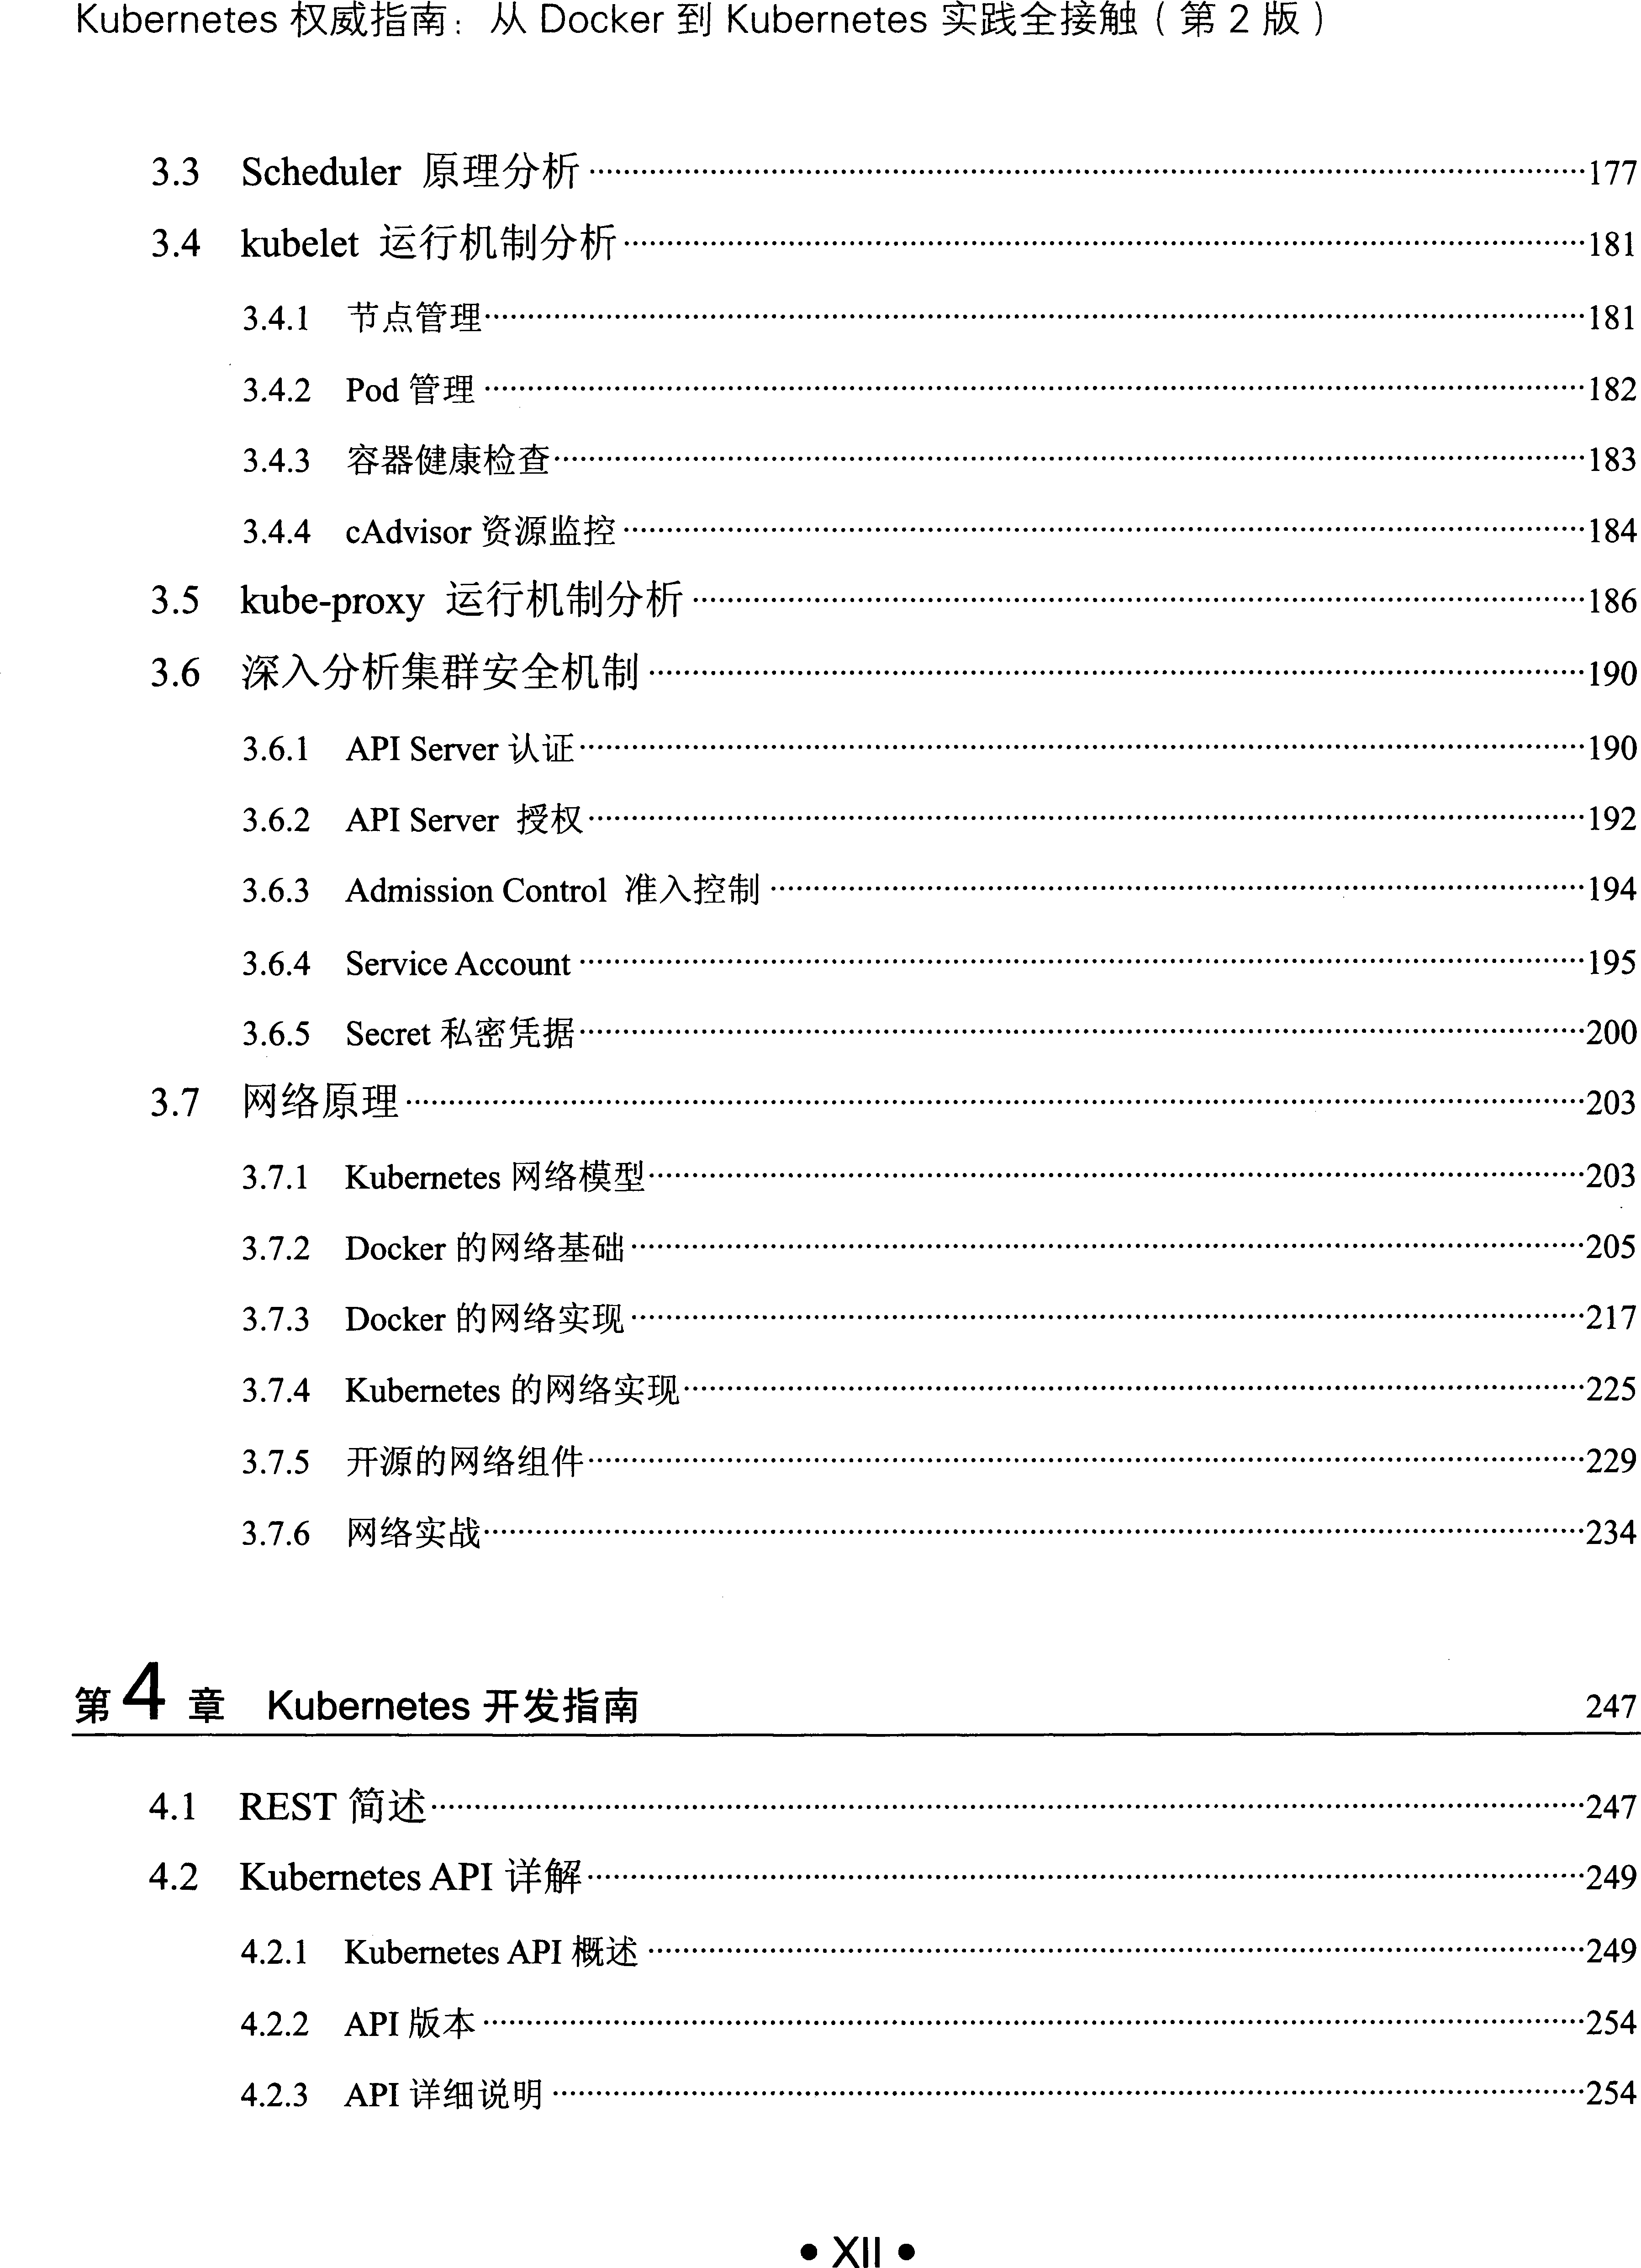 Kubernetes 权威指南：从 Docker 到 Kubernetes 实践全接触（第 2 版）
3.3 Scheduler 原理分析 177
3.4 kubelet 运行机制分析 181
3.4.1 节点管理 181
3.4.2 Pod 管理 182
3.4.3 容器健康检查 183
3.4.4 cAdvisor 资源监控 184
3.5 kube-proxy 运行机制分析 186
3.6 深入分析集群安全机制 190
3.6.1 API Server 认证 190
3.6.2 API Server 授权 192
3.6.3 Admission Control 准入控制 194
3.6.4 Service Account 195
3.6.5 Secret 私密凭据 200
3.7 网络原理 203
3.7.1 Kubernetes 网络模型 203
3.7.2 Docker 的网络基础 205
3.7.3 Docker 的网络实现 217
3.7.4 Kubernetes 的网络实现 225
3.7.5 开源的网络组件 229
3.7.6 网络实战 234
第 4 章 Kubernetes 开发指南 247
4.1 REST 简述 247
4.2 Kubernetes API 详解 249
4.2.1 Kubernetes API 概述 249
4.2.2 API 版本 254
4.2.3 API 详细说明 254
• XII •